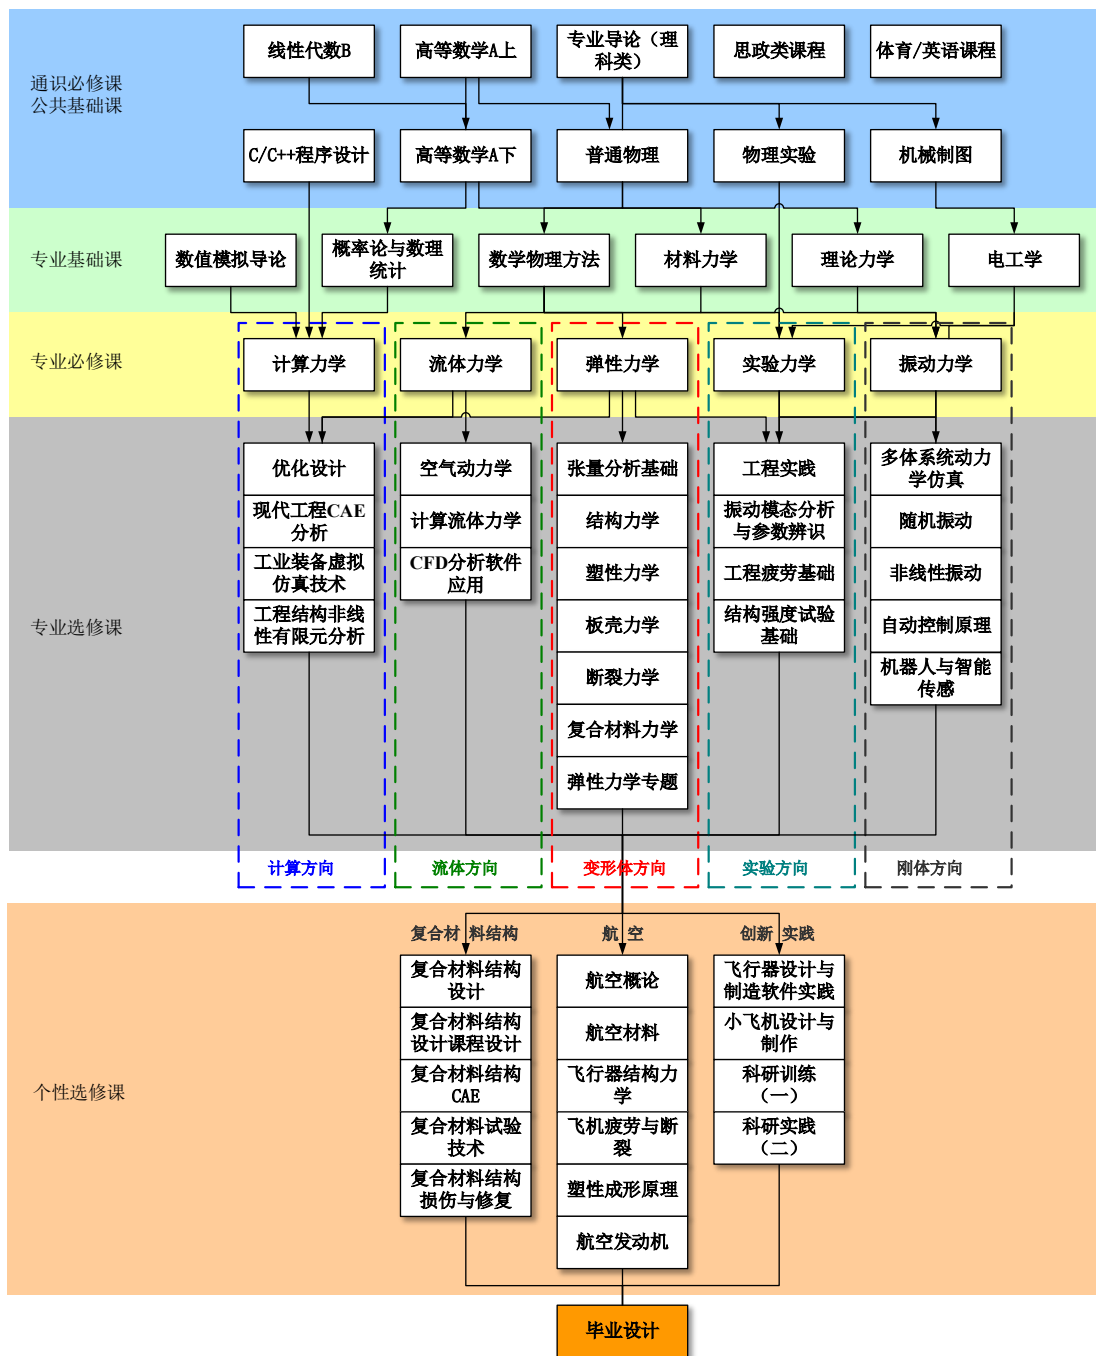 线性代数B
高等数学A上
专业导论（理
科类）
思政类课程
体育/英语课程
通识必修课
公共基础课
C/C++程序设计
高等数学A下
普通物理
物理实验
机械制图
专业基础课
数值模拟导论
概率论与数理
统计
数学物理方法
材料力学
理论力学
电工学
专业必修课
计算力学
流体力学
弹性力学
实验力学
振动力学
专业选修课
优化设计
现代工程CAE
分析
工业装备虚拟
仿真技术
工程结构非线
性有限元分析
空气动力学
计算流体力学
CFD分析软件
应用
张量分析基础
结构力学
塑性力学
板壳力学
断裂力学
复合材料力学
弹性力学专题
工程实践
振动模态分析
与参数辨识
工程疲劳基础
结构强度试验
基础
多体系统动力
学仿真
随机振动
非线性振动
自动控制原理
机器人与智能
传感
计算方向
流体方向
变形体方向
实验方向
刚体方向
个性选修课
复合材料结构
复合材料结构
设计
复合材料结构
设计课程设计
复合材料结构
CAE
复合材料试验
技术
复合材料结构
损伤与修复
航空
航空概论
航空材料
飞行器结构力
学
飞机疲劳与断
裂
塑性成形原理
航空发动机
创新实践
飞行器设计与
制造软件实践
小飞机设计与
制作
科研训练
（一）
科研实践
（二）
毕业设计